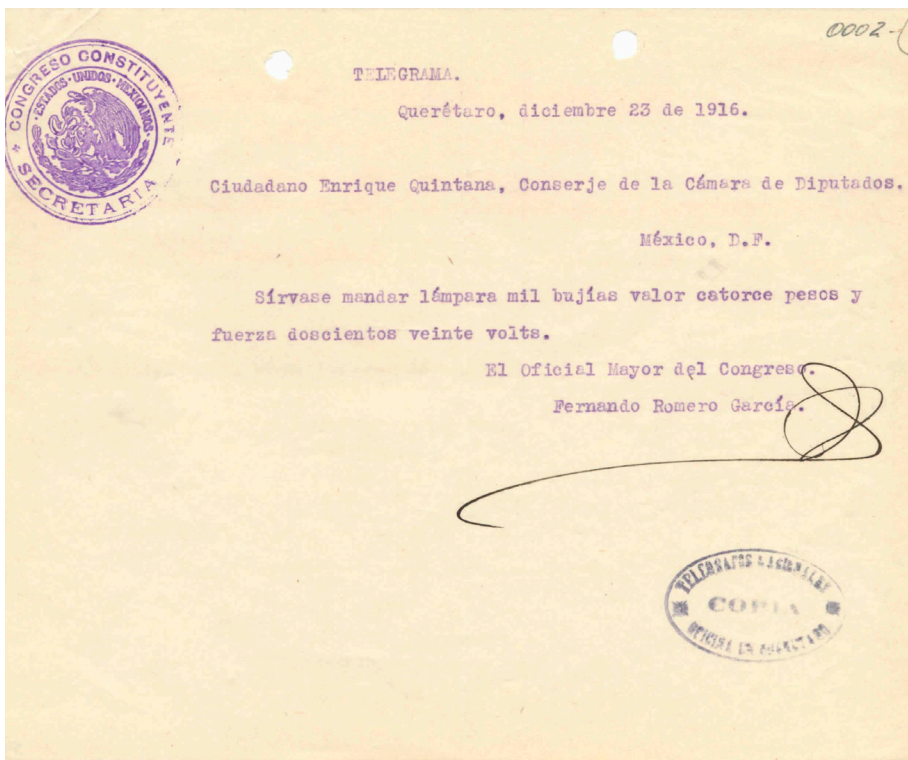 0002-
CONGRESO CONSTITUYENTE
ESTADOS·UNIDOS·MEXICANOS
SECRETARIA
TELEGRAMA.
Querétaro, diciembre 23 de 1916.
Ciudadano Enrique Quintana, Conserje de la Cámara de Diputados.
México, D.F.
Sírvase mandar lámpara mil bujías valor catorce pesos y
fuerza doscientos veinte volts.
El Oficial Mayor del Congreso.
Fernando Romero García.
TELEGRAFOS NACIONALES
COPIA
OFICINA EN QUERETARO